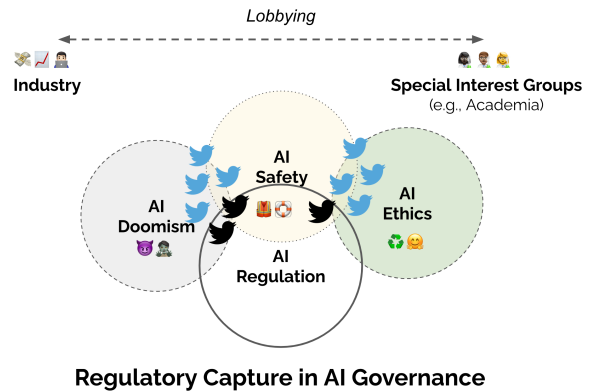 Lobbying
Industry
Special Interest Groups
(e.g., Academia)
AI
Safety
AI
Doomism
AI
Ethics
AI
Regulation
Regulatory Capture in AI Governance